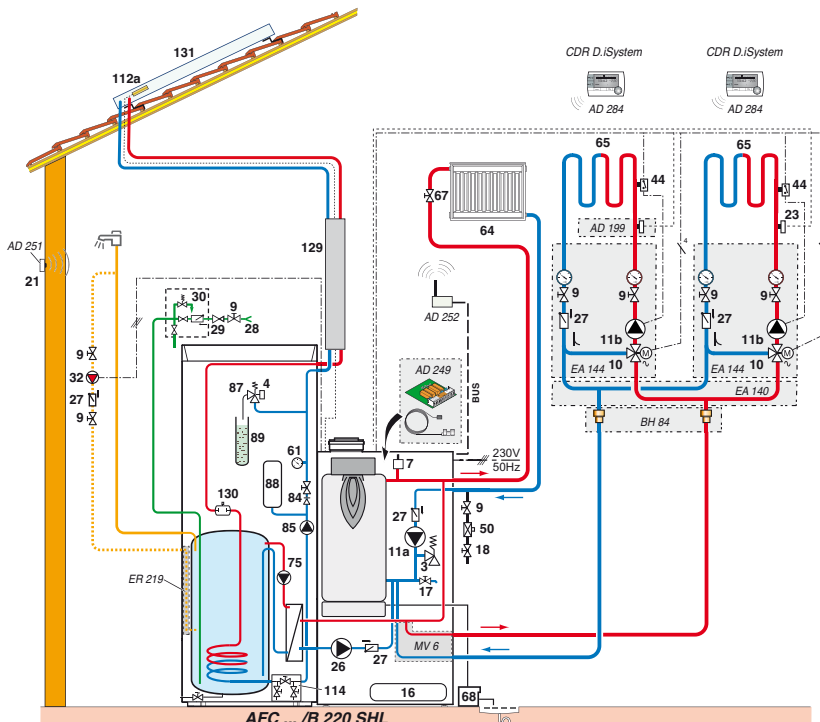 CDR D.iSystem
CDR D.iSystem
131
112a
AD 284
AD 284
65
65
44
44
67
64
AD 199
23
4
129
AD 251
21
AD 252
30
9
29
28
9
9
9
9
27
27
11b
11b
M
M
10
10
EA 144
EA 144
EA 140
BH 84
9
32
27
9
87
4
89
AD 249
BUS
230V
50Hz
61
7
88
84
9
27
50
130
85
11a
18
3
75
17
ER 219
MV 6
26
27
114
16
68
AFC ... /B 220 SHL